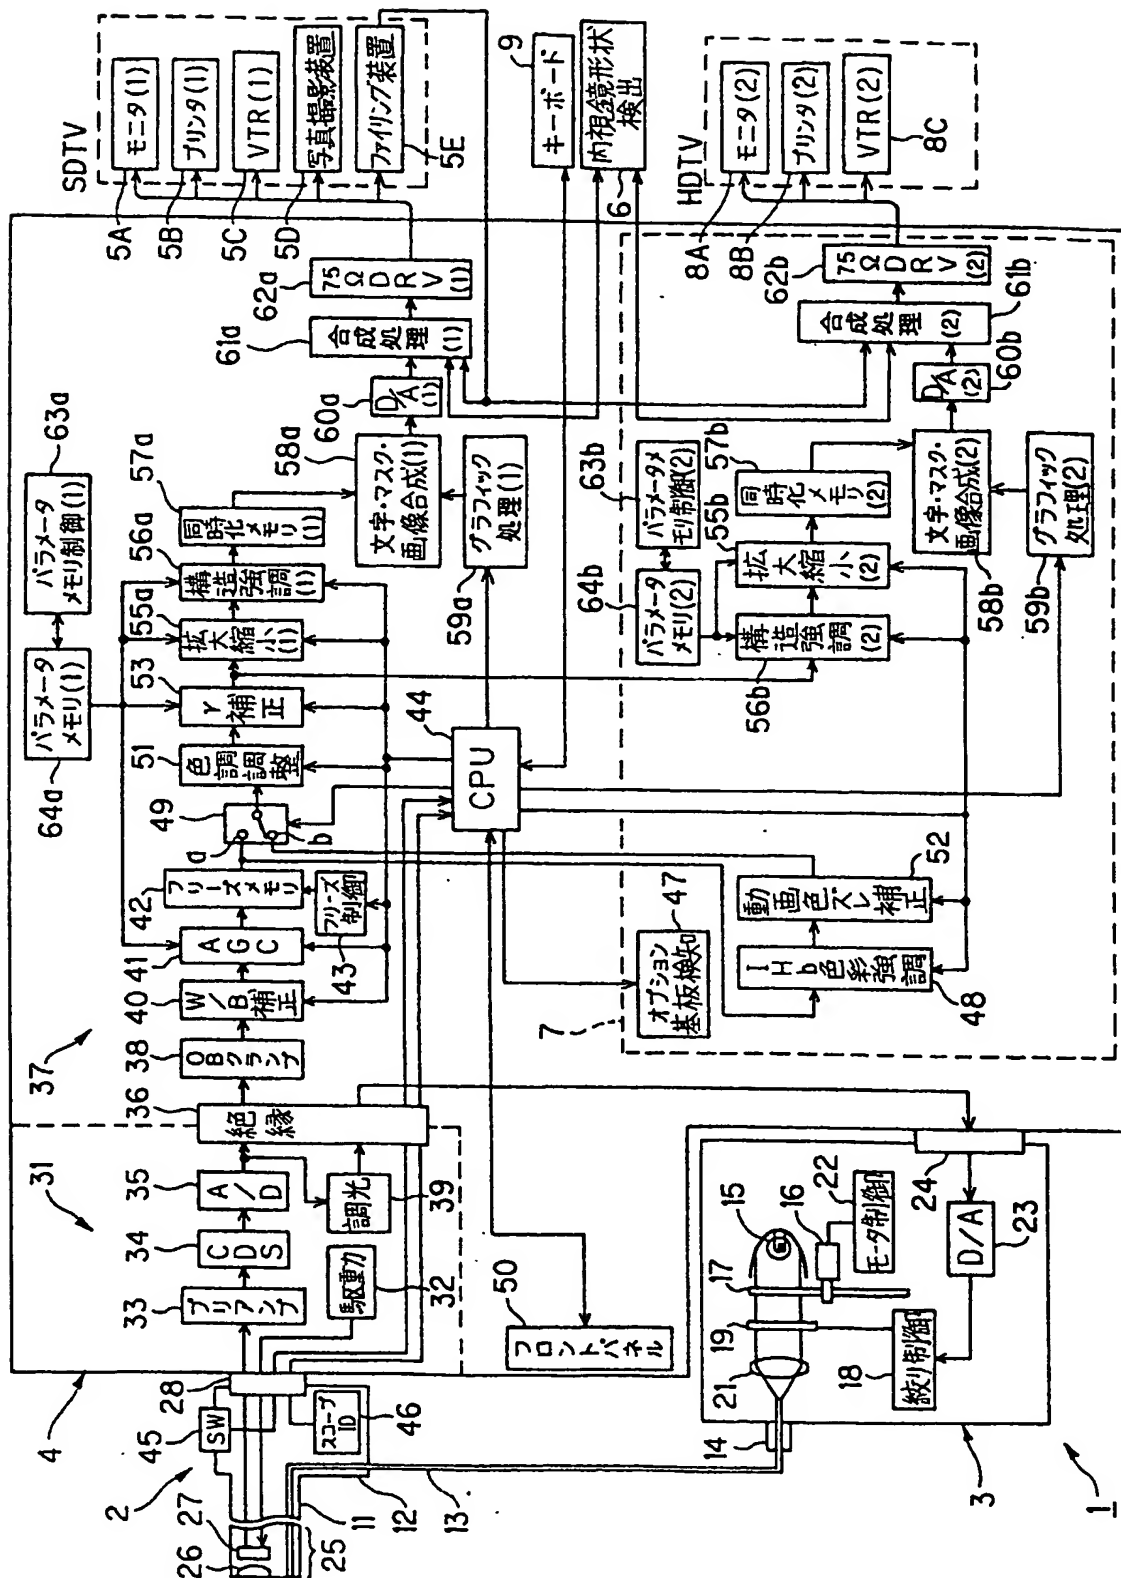 SDTV
5A
モニタ(1)
5B
プリンタ(1)
5C
VTR(1)
5D
写真撮影装置
ファイリング装置
5E
9
キーボード
内視鏡形状
検出
6
HDTV
8A
モニタ(2)
8B
プリンタ(2)
VTR(2)
8C
62a
75
Ω
D
R
V
(1)
61a
合成処理
(1)
60a
D/A
(1)
58a
文字・マスク・
画像合成(1)
59a
グラフィック
処理(1)
63a
パラメータ
メモリ制御(1)
64a
パラメータ
メモリ(1)
57a
同時化メモリ
(1)
56a
構造強調
(1)
55a
拡大縮小
(1)
53
γ補正
51
色調調整
49
a
b
42
フリーズメモリ
43
フリーズ
制御
41
AGC
40
W/B補正
38
OBクランプ
37
36
絶縁
31
35
A/D
34
CDS
33
プリアンプ
39
調光
32
駆動力
44
CPU
50
フロントパネル
4
28
45
SW
46
スコープ
ID
2
27
26
25
11
12
13
7
オプション
基板検知
47
48
IHb色彩強調
52
動画色ズレ補正
63b
パラメータメ
モリ制御(2)
64b
パラメータ
メモリ(2)
56b
構造強調
(2)
55b
拡大縮小
(2)
57b
同時化メモリ
(2)
58b
文字・マスク・
画像合成(2)
59b
グラフィック
処理(2)
60b
D/A
(2)
61b
合成処理
(2)
62b
75
Ω
D
R
V
(2)
14
21
19
17
15
16
22
モータ制御
18
絞り制御
23
D/A
24
3
1